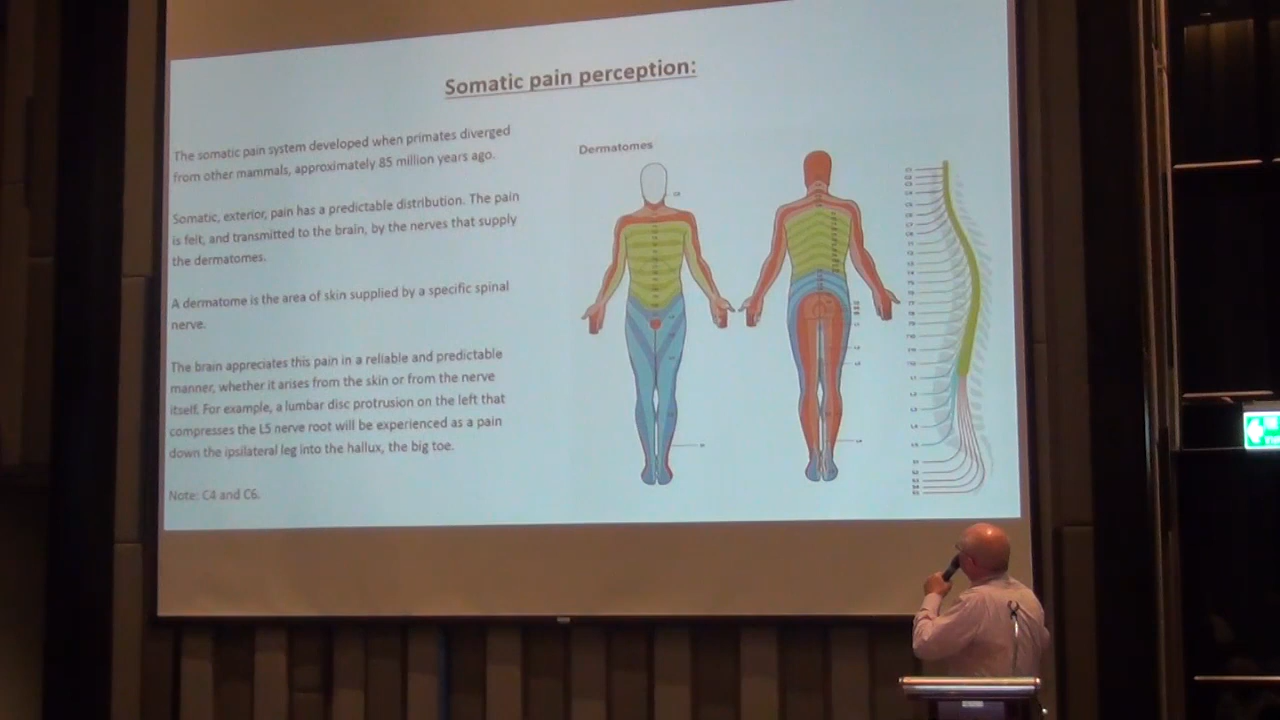 Somatic pain perception:
The somatic pain system developed when primates diverged
from other mammals, approximately 85 million years ago.
Somatic, exterior, pain has a predictable distribution. The pain
is felt, and transmitted to the brain, by the nerves that supply
the dermatomes.
A dermatome is the area of skin supplied by a specific spinal
nerve.
The brain appreciates this pain in a reliable and predictable
manner, whether it arises from the skin or from the nerve
itself. For example, a lumbar disc protrusion on the left that
compresses the L5 nerve root will be experienced as a pain
down the ipsilateral leg into the hallux, the big toe.
Note: C4 and C6.
Dermatomes